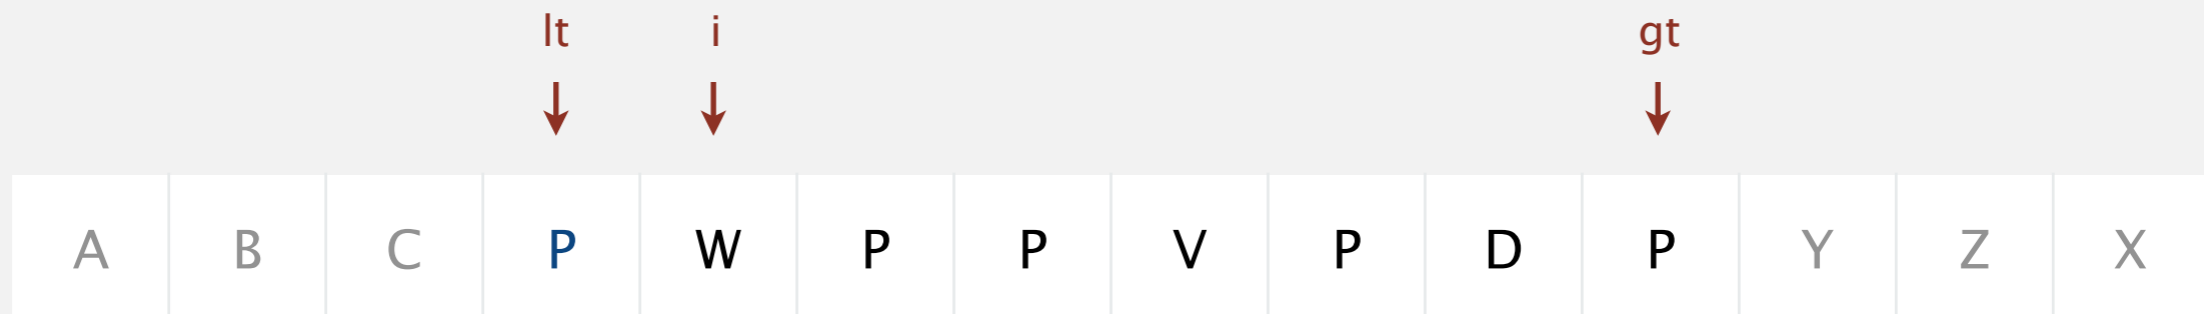 lt i gt
A B C P W P P V P D P Y Z X